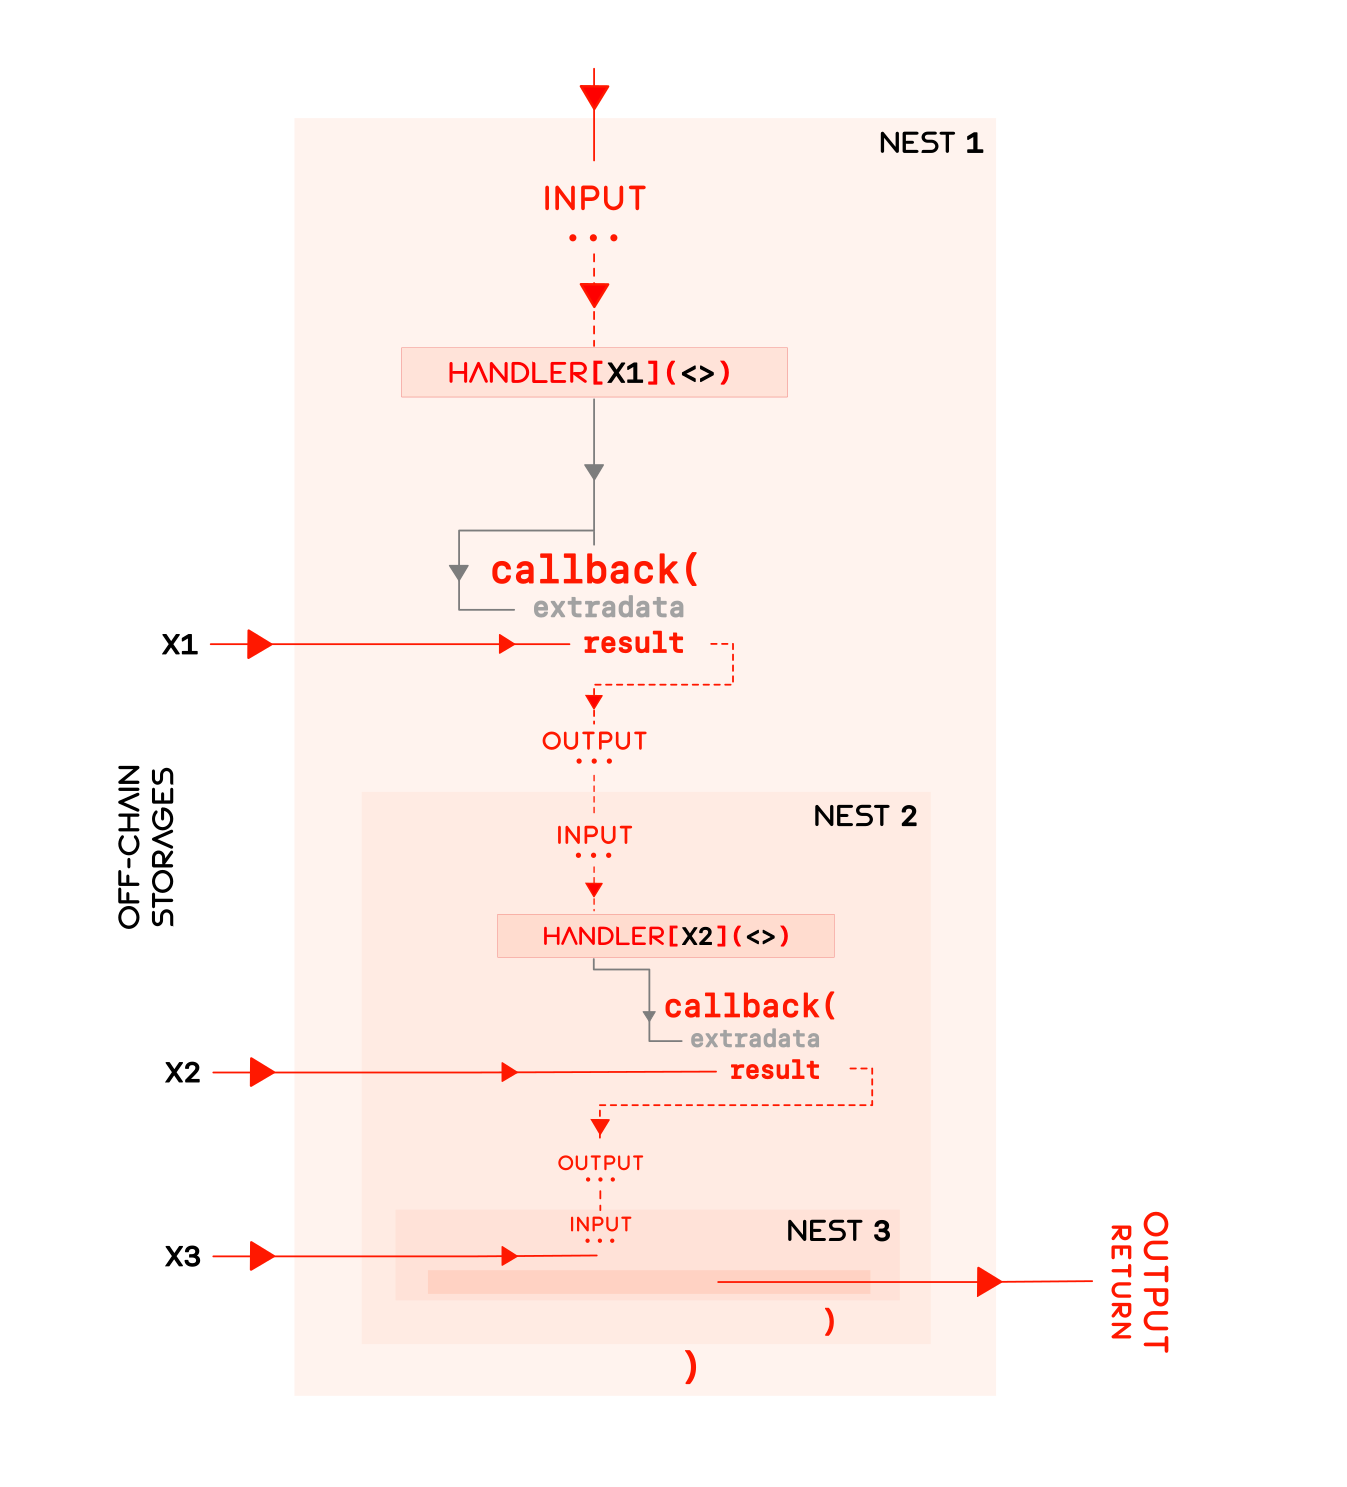 NEST 1
INPUT
...
HANDLER[X1](<>)
callback(
extradata
X1
result
OUTPUT
...
OFF-CHAIN
STORAGES
NEST 2
INPUT
...
HANDLER[X2](<>)
callback(
extradata
X2
result
OUTPUT
...
NEST 3
INPUT
...
X3
OUTPUT
RETURN
)
)